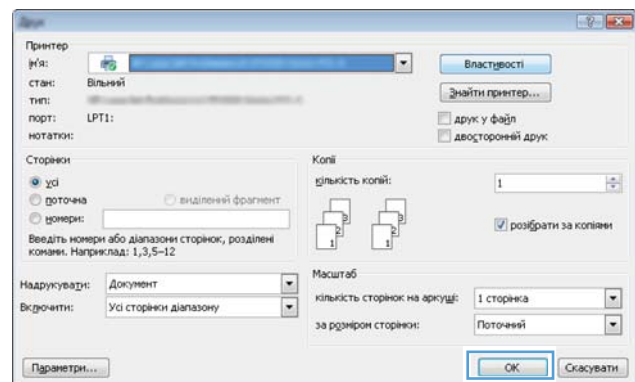 Принтер
ім'я:
Властивості
стан: Вільний
тип:
Знайти принтер...
порт: LPT1:
друк у файл
нотатки:
двосторонній друк
Сторінки
усі
поточна
виділений фрагмент
номери:
Введіть номери або діапазони сторінок, розділені
комами. Наприклад: 1,3,5–12
Копії
кількість копій: 1
розібрати за копіями
Надрукувати: Документ
Включити: Усі сторінки діапазону
Масштаб
кількість сторінок на аркуші: 1 сторінка
за розміром сторінки: Поточний
Параметри...
OK
Скасувати